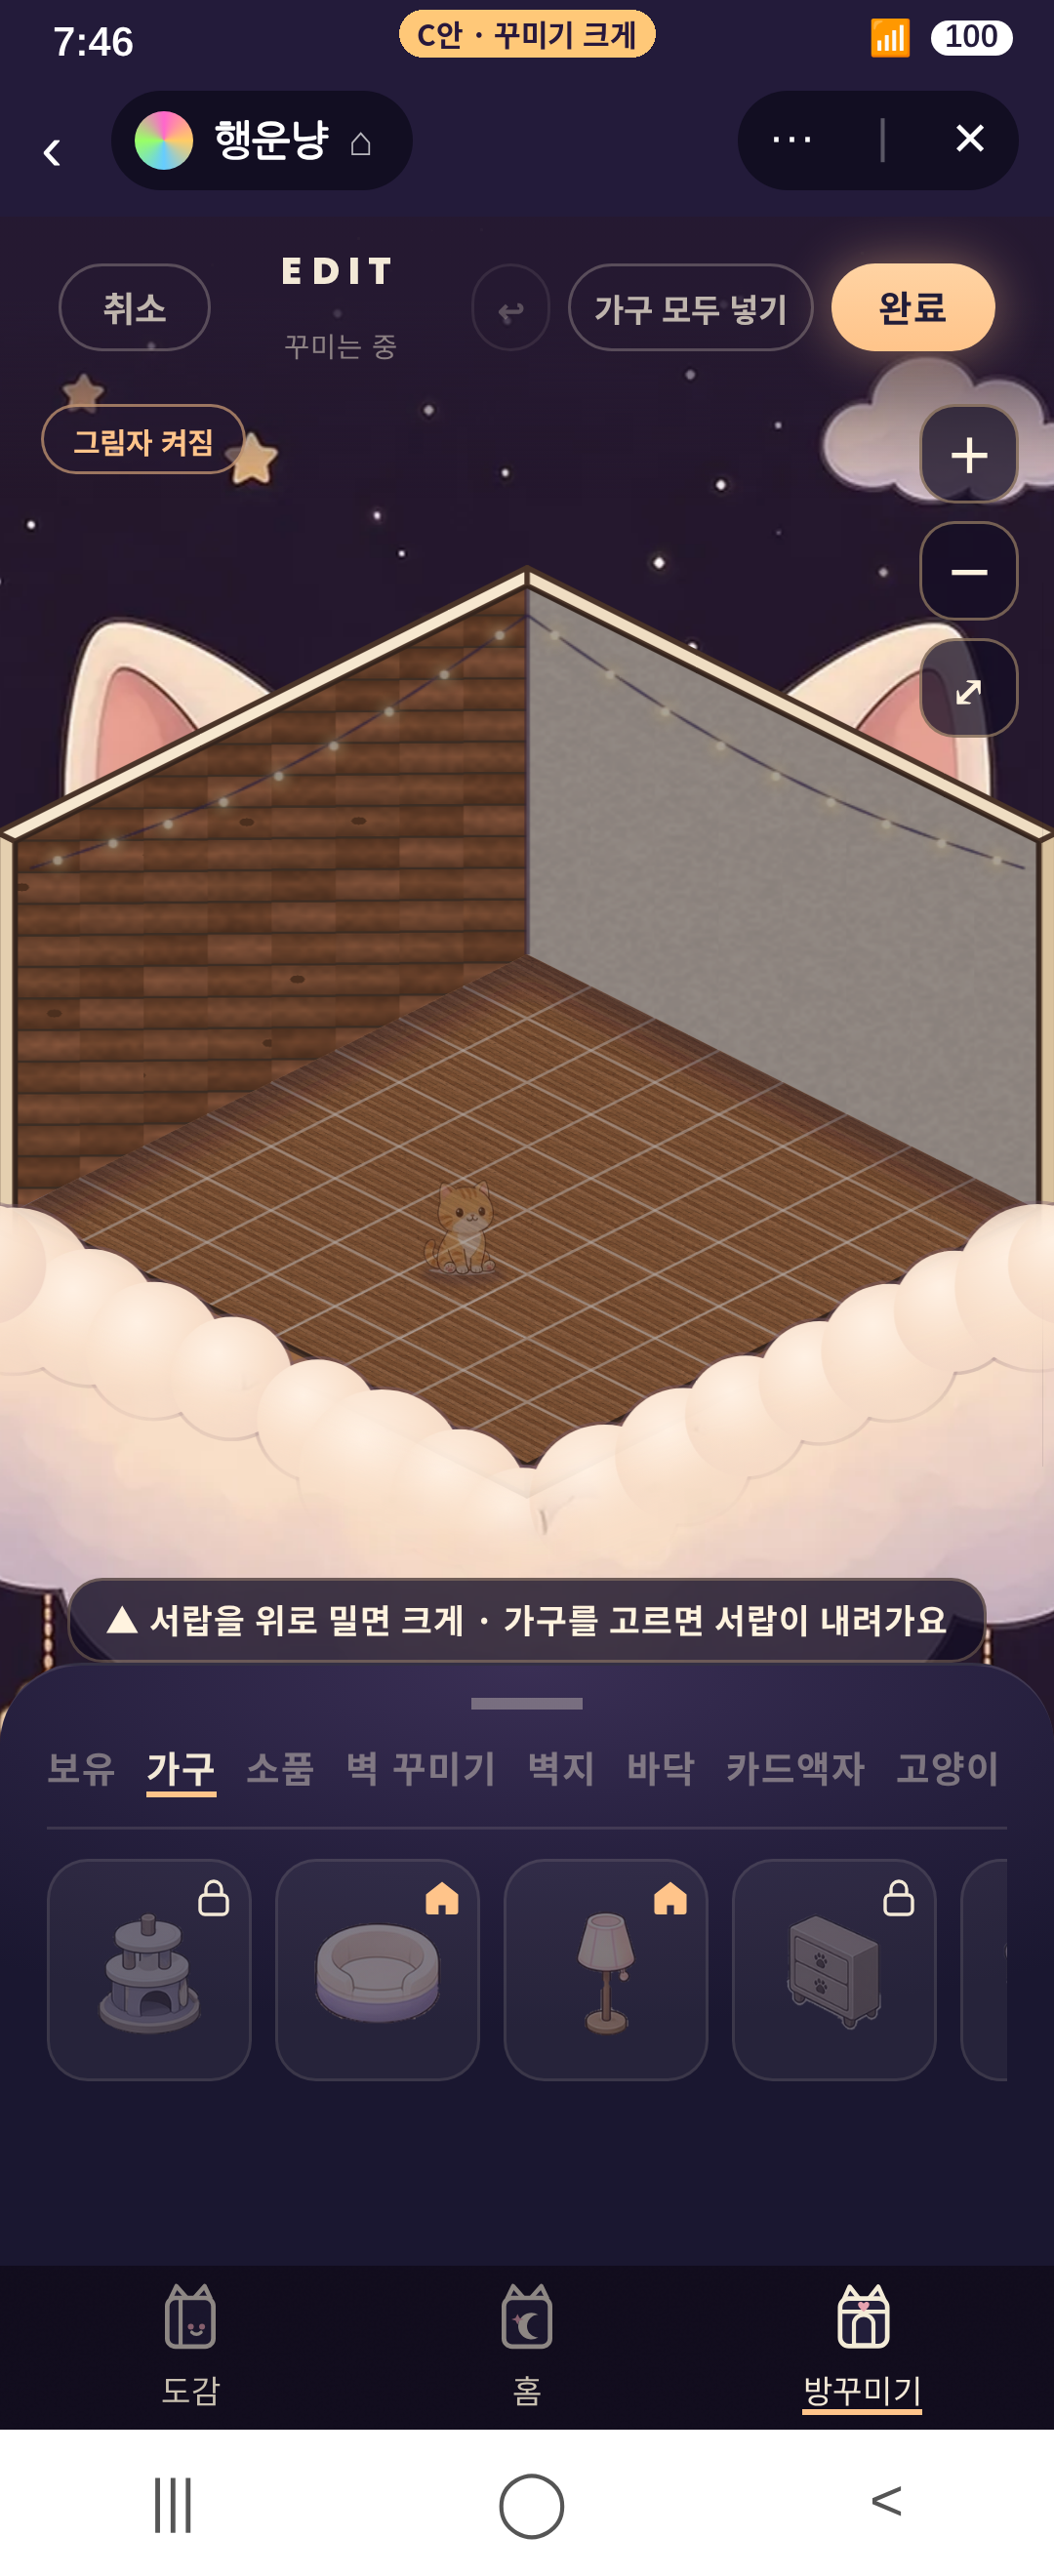 7:46
C안 · 꾸미기 크게
100
행운냥
취소
EDIT
꾸미는 중
가구 모두 넣기
완료
그림자 켜짐
▲ 서랍을 위로 밀면 크게 · 가구를 고르면 서랍이 내려가요
보유 가구 소품 벽 꾸미기 벽지 바닥 카드액자 고양이
도감 홈 방꾸미기